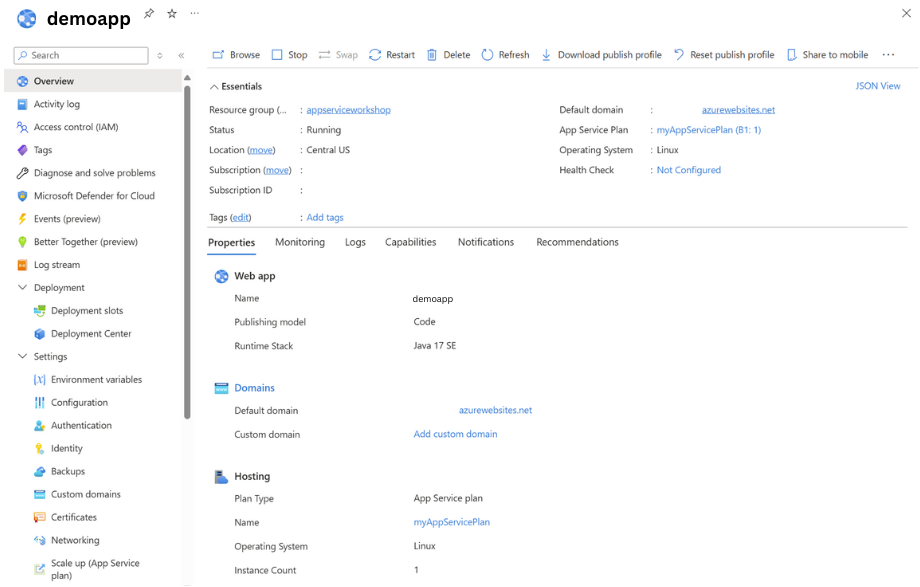 demoapp
Search
Browse Stop Swap Restart Delete Refresh Download publish profile Reset publish profile Share to mobile
Overview
Activity log
Access control (IAM)
Tags
Diagnose and solve problems
Microsoft Defender for Cloud
Events (preview)
Better Together (preview)
Log stream
Deployment
Deployment slots
Deployment Center
Settings
Environment variables
Configuration
Authentication
Identity
Backups
Custom domains
Certificates
Networking
Scale up (App Service
plan)
Essentials
JSON View
Resource group (... : appserviceworkshop
Status : Running
Location (move) : Central US
Subscription (move) :
Subscription ID :
Tags (edit) : Add tags
Default domain : azurewebsites.net
App Service Plan : myAppServicePlan (B1: 1)
Operating System : Linux
Health Check : Not Configured
Properties Monitoring Logs Capabilities Notifications Recommendations
Web app
Name demoapp
Publishing model Code
Runtime Stack Java 17 SE
Domains
Default domain azurewebsites.net
Custom domain Add custom domain
Hosting
Plan Type App Service plan
Name myAppServicePlan
Operating System Linux
Instance Count 1